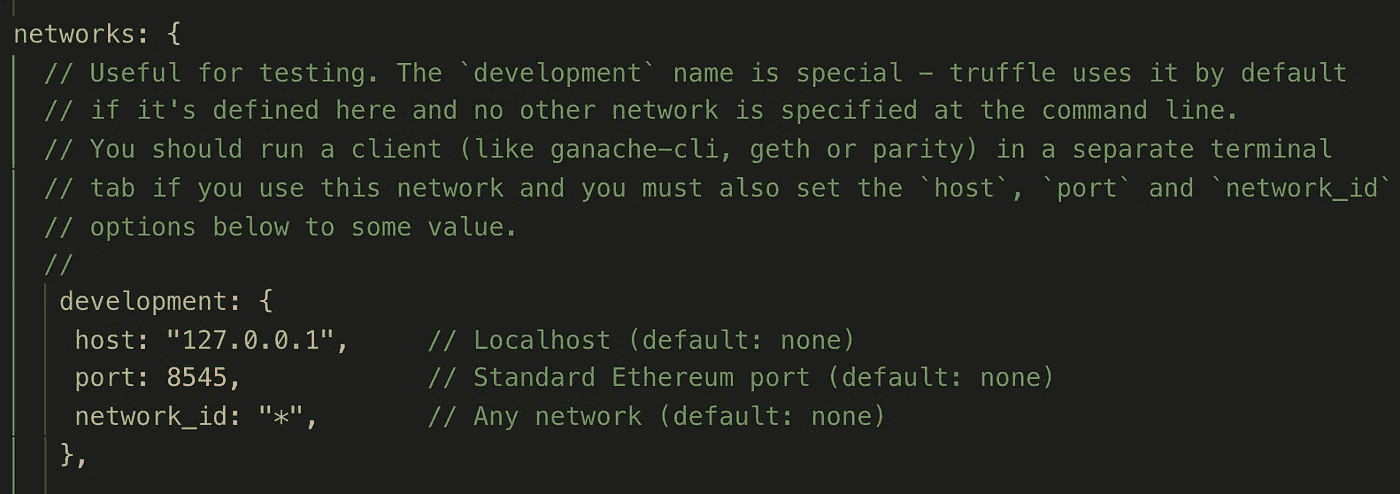 networks: {
// Useful for testing. The `development` name is special – truffle uses it by default
// if it's defined here and no other network is specified at the command line.
// You should run a client (like ganache-cli, geth or parity) in a separate terminal
// tab if you use this network and you must also set the `host`, `port` and `network_id`
// options below to some value.
//
development: {
host: "127.0.0.1",     // Localhost (default: none)
port: 8545,            // Standard Ethereum port (default: none)
network_id: "*",       // Any network (default: none)
},